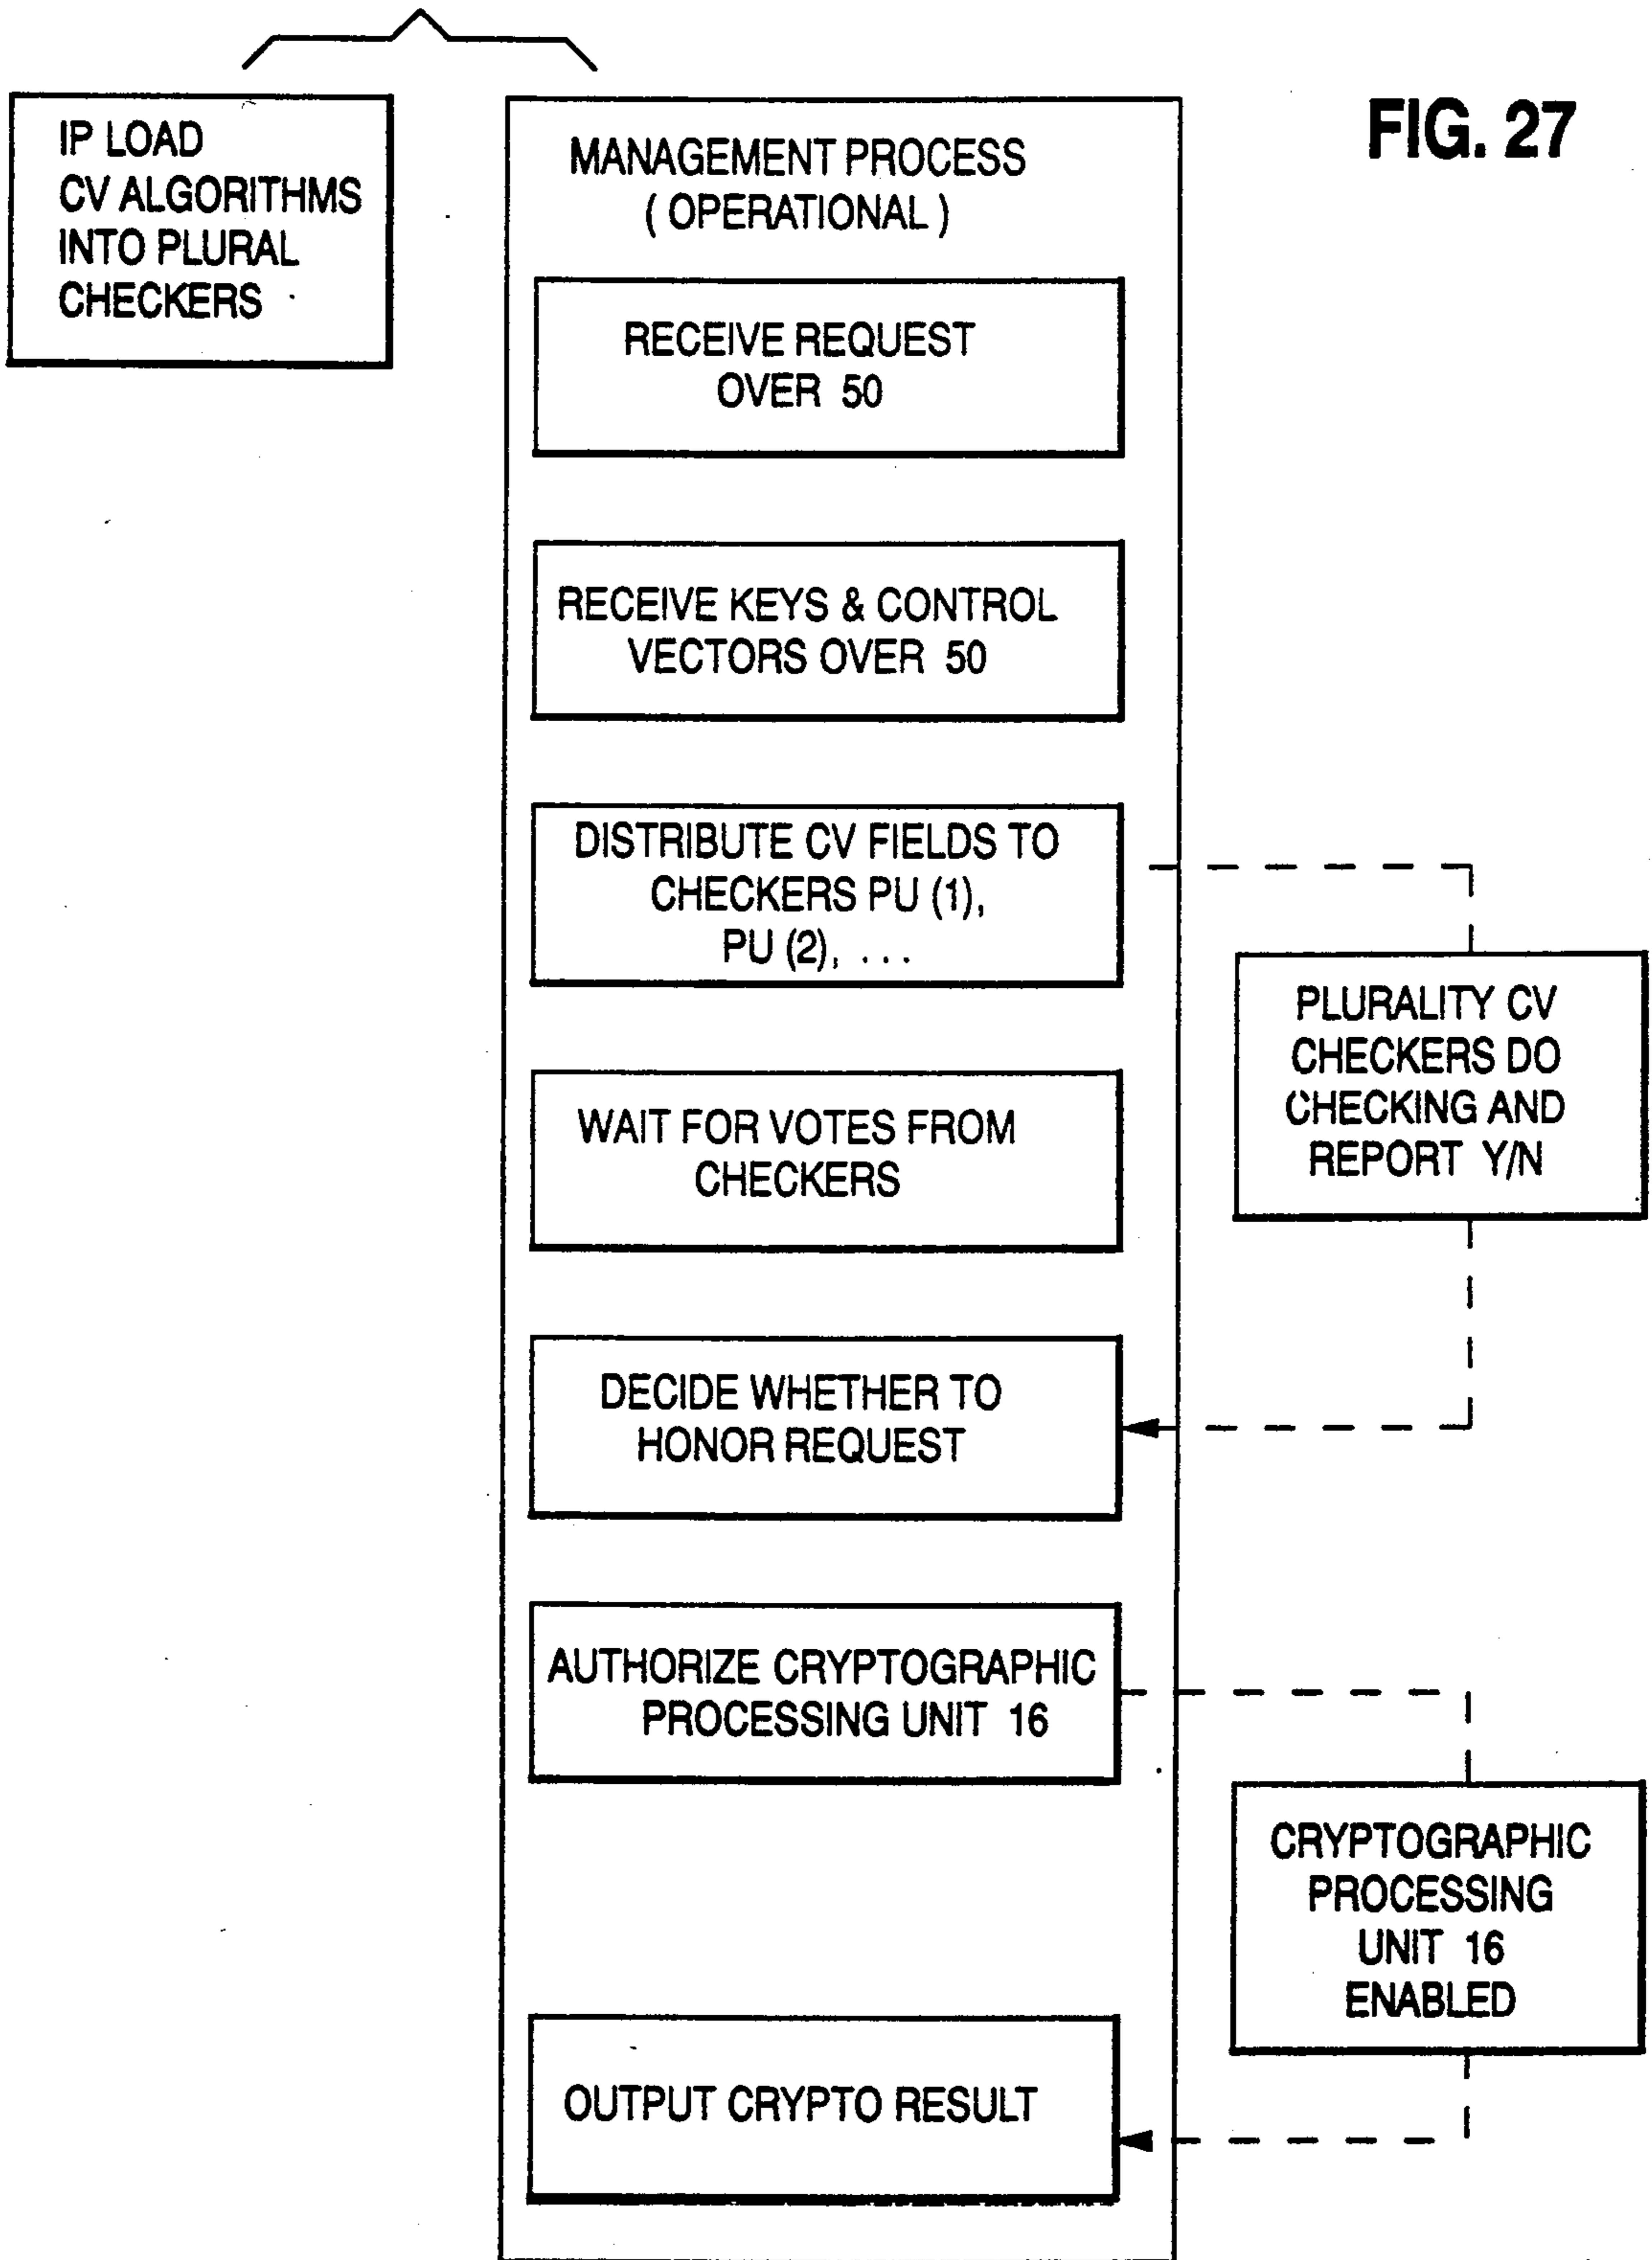 FIG. 27
IP LOAD
CV ALGORITHMS
INTO PLURAL
CHECKERS
MANAGEMENT PROCESS
( OPERATIONAL )
RECEIVE REQUEST
OVER 50
RECEIVE KEYS & CONTROL
VECTORS OVER 50
DISTRIBUTE CV FIELDS TO
CHECKERS PU (1),
PU (2), ...
PLURALITY CV
CHECKERS DO
CHECKING AND
REPORT Y/N
WAIT FOR VOTES FROM
CHECKERS
DECIDE WHETHER TO
HONOR REQUEST
AUTHORIZE CRYPTOGRAPHIC
PROCESSING UNIT 16
CRYPTOGRAPHIC
PROCESSING
UNIT 16
ENABLED
OUTPUT CRYPTO RESULT